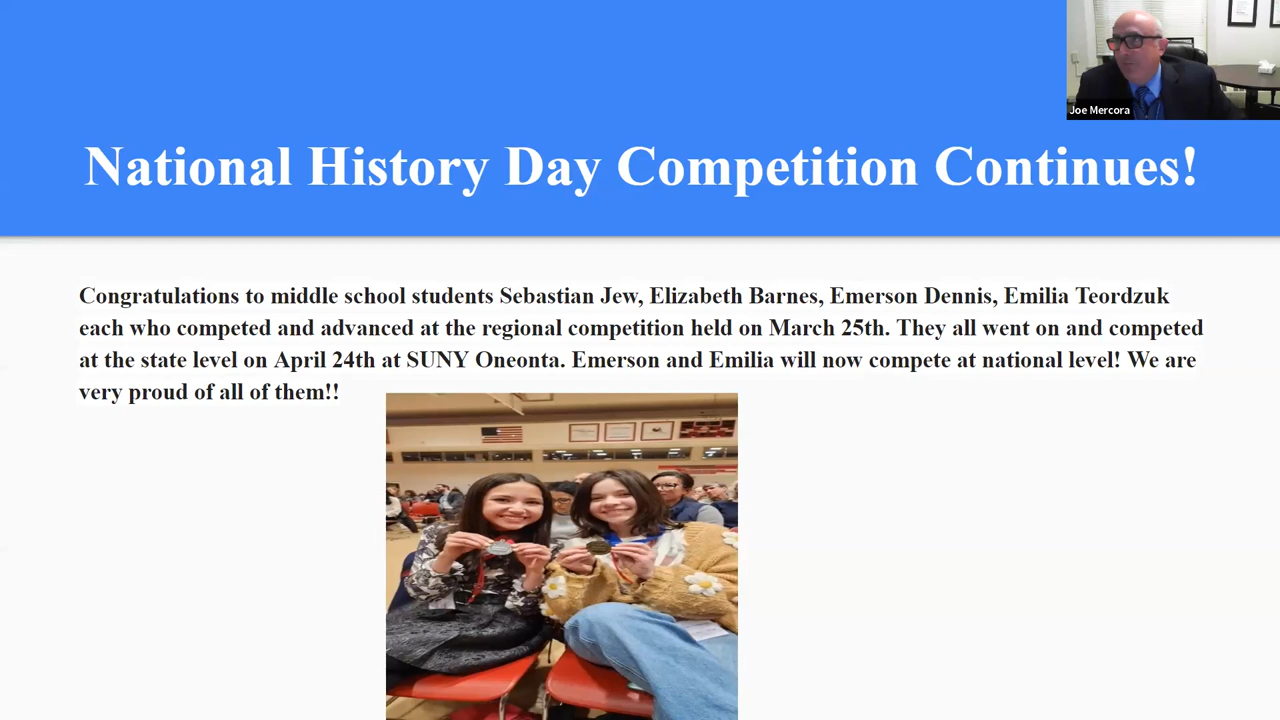 Joe Mercora
National History Day Competition Continues!
Congratulations to middle school students Sebastian Jew, Elizabeth Barnes, Emerson Dennis, Emilia Teordzuk
each who competed and advanced at the regional competition held on March 25th. They all went on and competed
at the state level on April 24th at SUNY Oneonta. Emerson and Emilia will now compete at national level! We are
very proud of all of them!!